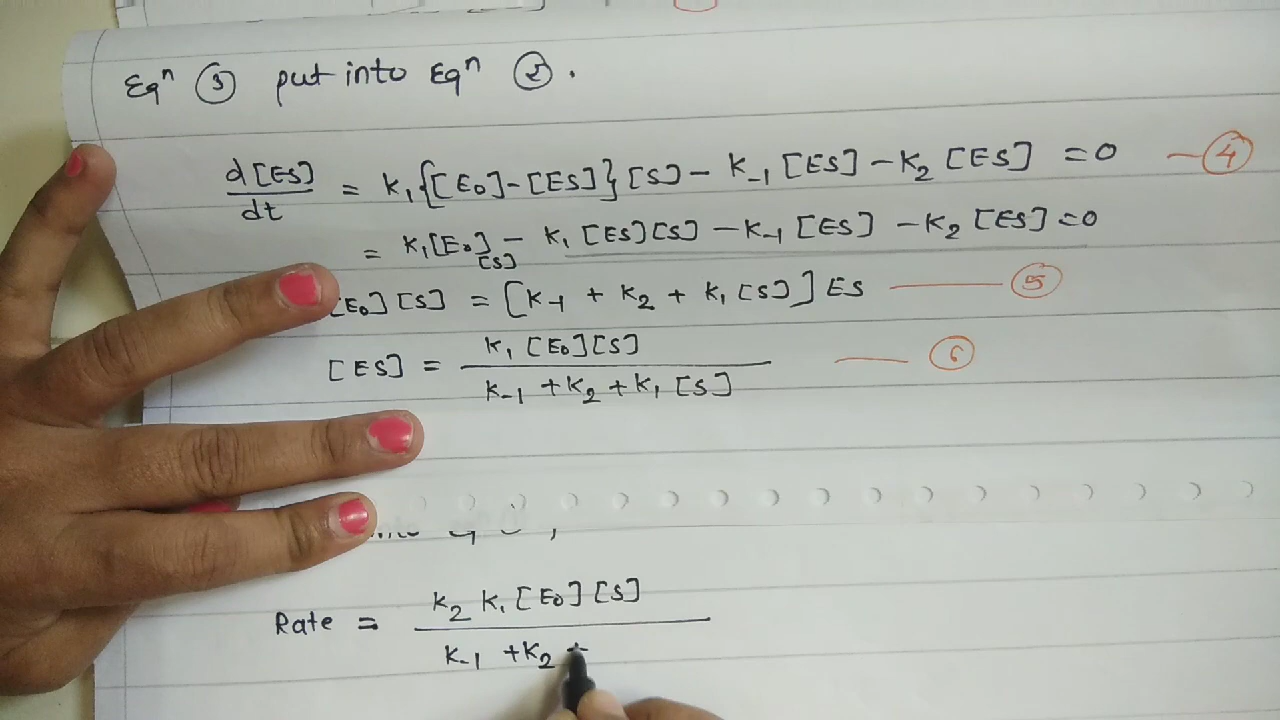 Eqn ③ put into Eqn ②.
d[ES]/dt = K₁{[E₀]-[ES]}[S] - K₋₁[ES] - K₂[ES] = 0 —④
= K₁[E₀][S] - K₁[ES][S] - K₋₁[ES] - K₂[ES] = 0
[E₀][S] = [K₋₁ + K₂ + K₁[S]]ES —⑤
[ES] = K₁[E₀][S] / K₋₁ + K₂ + K₁[S] —⑥
Rate = K₂ K₁[E₀][S] / K₋₁ + K₂ +